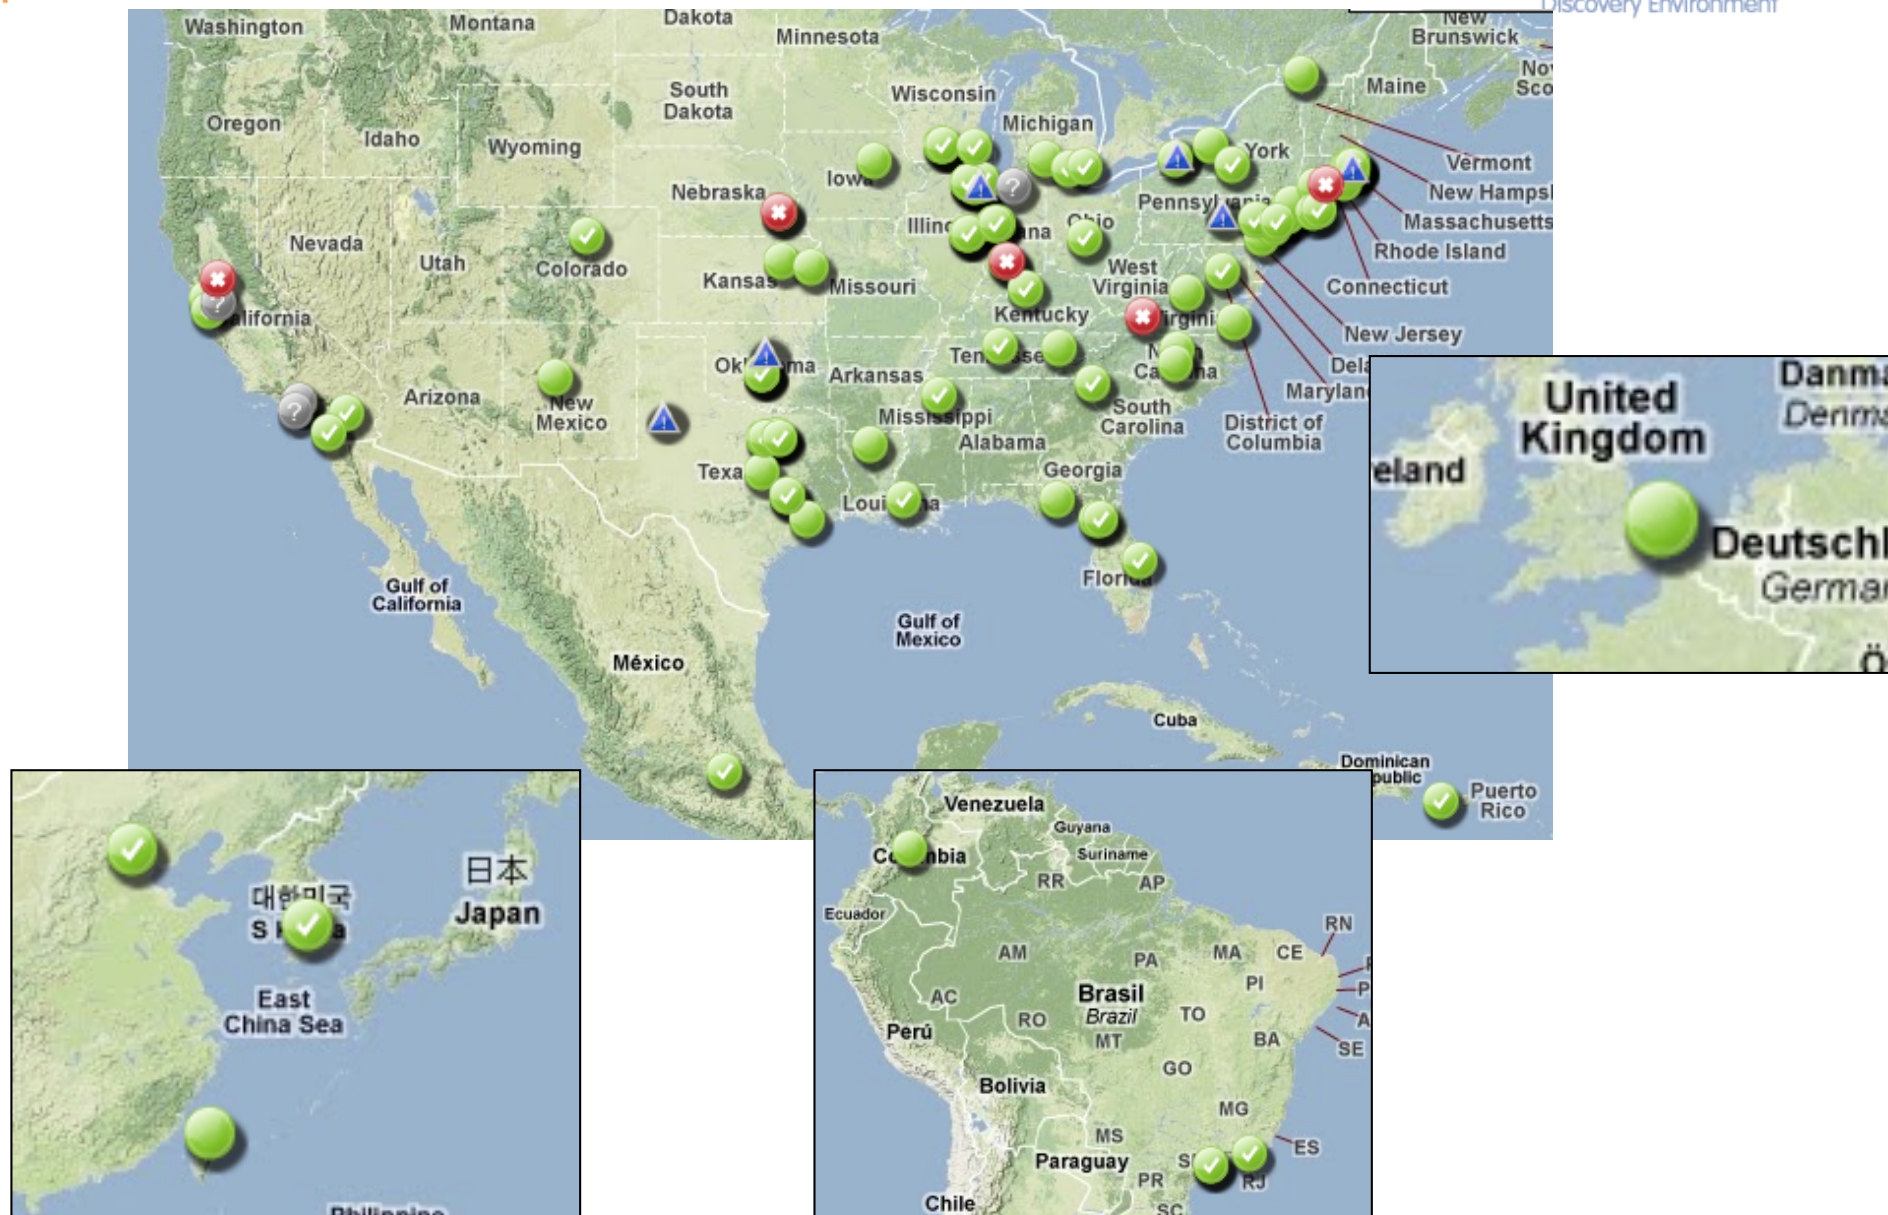 Discovery Environment
Washington
Montana
Dakota
Minnesota
New
Brunswick
Maine
Oregon
Idaho
Wyoming
South
Dakota
Wisconsin
Michigan
York
Vermont
Iowa
Nebraska
Pennsylvania
Massachusetts
Rhode Island
Nevada
Utah
Colorado
Kansas
Missouri
Ohio
West
Virginia
Connecticut
Kentucky
New Jersey
Arizona
New
Mexico
Arkansas
Mississippi
Alabama
South
Carolina
District of
Columbia
Georgia
Gulf of
California
Gulf of
Mexico
México
Cuba
Dominican
Puerto
Rico
United
Kingdom
대한민국
日本
Japan
East
China Sea
Venezuela
Guyana
Suriname
Ecuador
RR
AP
RN
AM
PA
MA
CE
PI
AC
Brasil
Brazil
TO
Perú
RO
MT
BA
SE
GO
Bolivia
MG
MS
ES
Paraguay
PR
RJ
Chile
SC